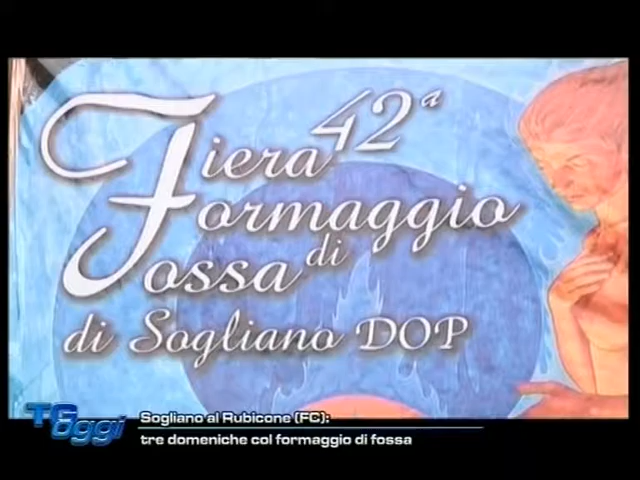 42ª
Fiera
Formaggio
di
Fossa
di Sogliano DOP
TG oggi
Sogliano al Rubicone (FC):
tre domeniche col formaggio di fossa